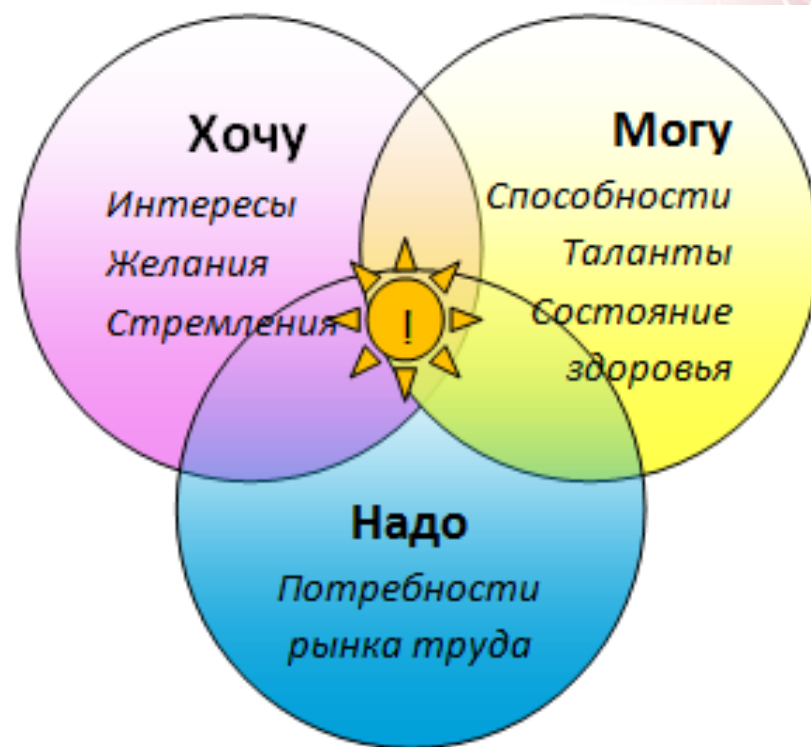 Хочу
Интересы
Желания
Стремления
Могу
Способности
Таланты
Состояние
здоровья
!
Надо
Потребности
рынка труда